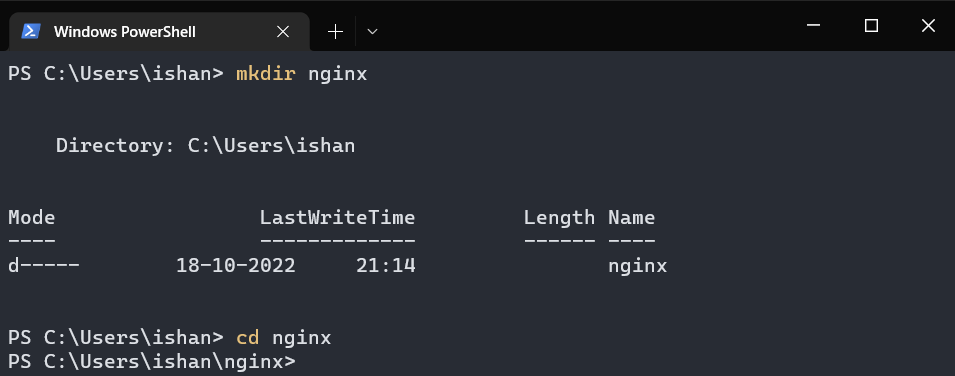 Windows PowerShell
PS C:\Users\ishan> mkdir nginx
    Directory: C:\Users\ishan
Mode                 LastWriteTime         Length Name
----                 -------------         ------ ----
d-----        18-10-2022     21:14                nginx
PS C:\Users\ishan> cd nginx
PS C:\Users\ishan\nginx>